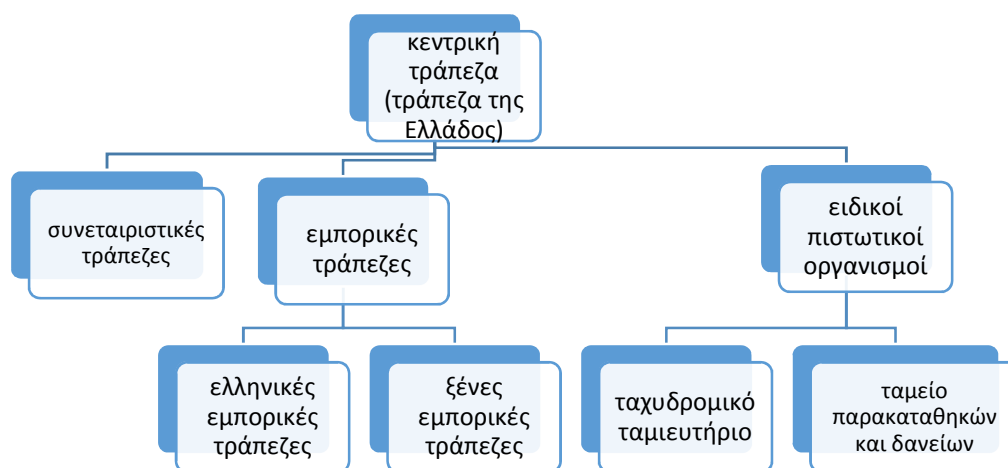 κεντρική
τράπεζα
(τράπεζα της
Ελλάδος)
συνεταιριστικές
τράπεζες
εμπορικές
τράπεζες
ειδικοί
πιστωτικοί
οργανισμοί
ελληνικές
εμπορικές
τράπεζες
ξένες
εμπορικές
τράπεζες
ταχυδρομικό
ταμιευτήριο
ταμείο
παρακαταθηκών
και δανείων